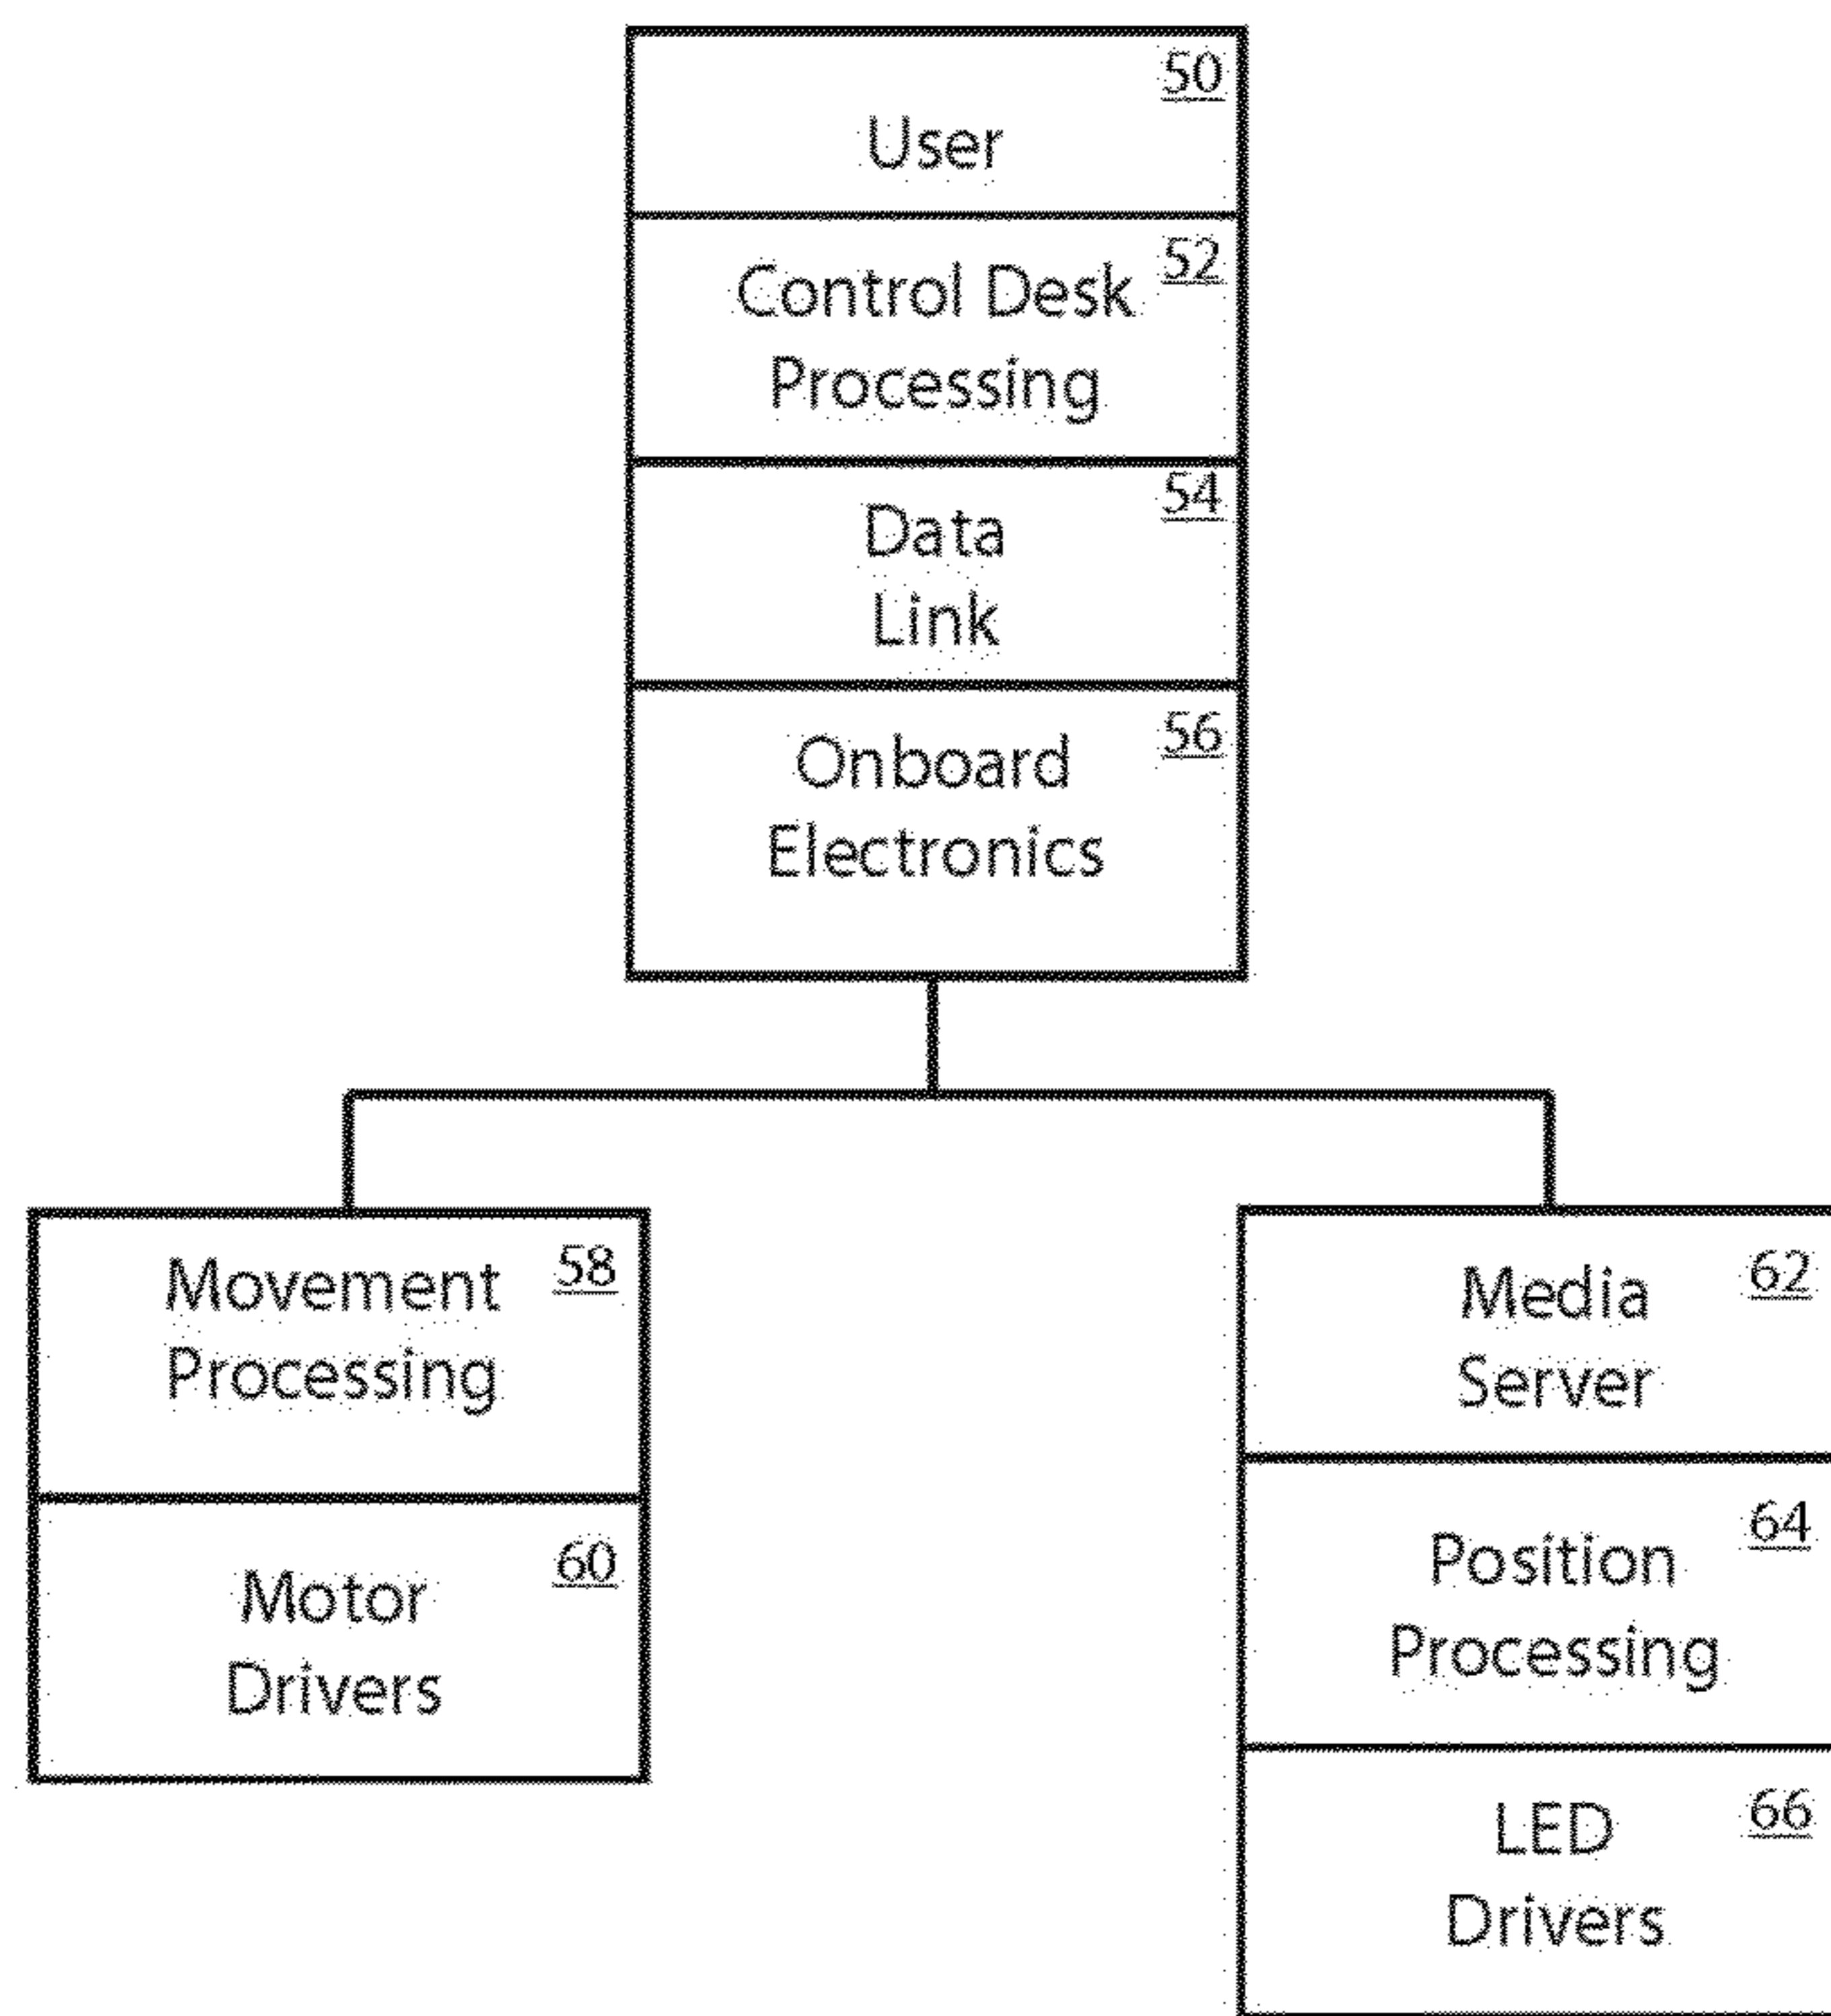 50
User
52
Control Desk
Processing
54
Data
Link
56
Onboard
Electronics
58
Movement
Processing
60
Motor
Drivers
62
Media
Server
64
Position
Processing
66
LED
Drivers